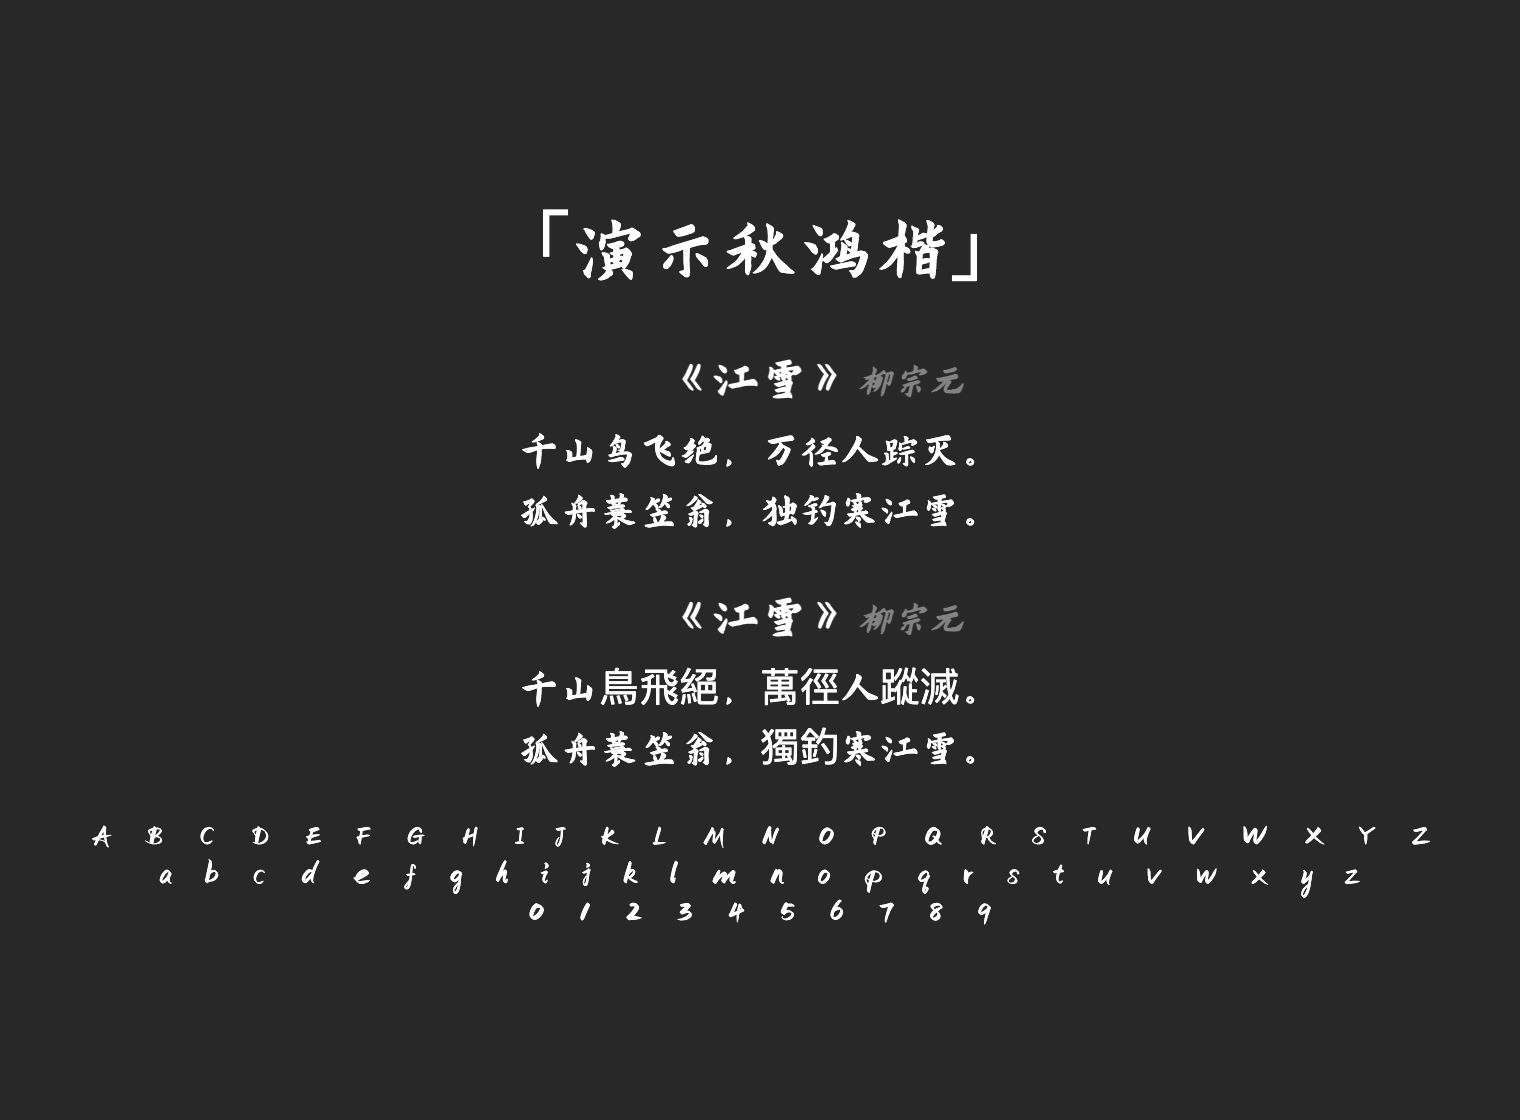 「演示秋鸿楷」
《江雪》柳宗元
千山鸟飞绝，万径人踪灭。
孤舟蓑笠翁，独钓寒江雪。
《江雪》柳宗元
千山鳥飛絕，萬徑人蹤滅。
孤舟蓑笠翁，獨釣寒江雪。
A B C D E F G H I J K L M N O P Q R S T U V W X Y Z
a b c d e f g h i j k l m n o p q r s t u v w x y z
0 1 2 3 4 5 6 7 8 9